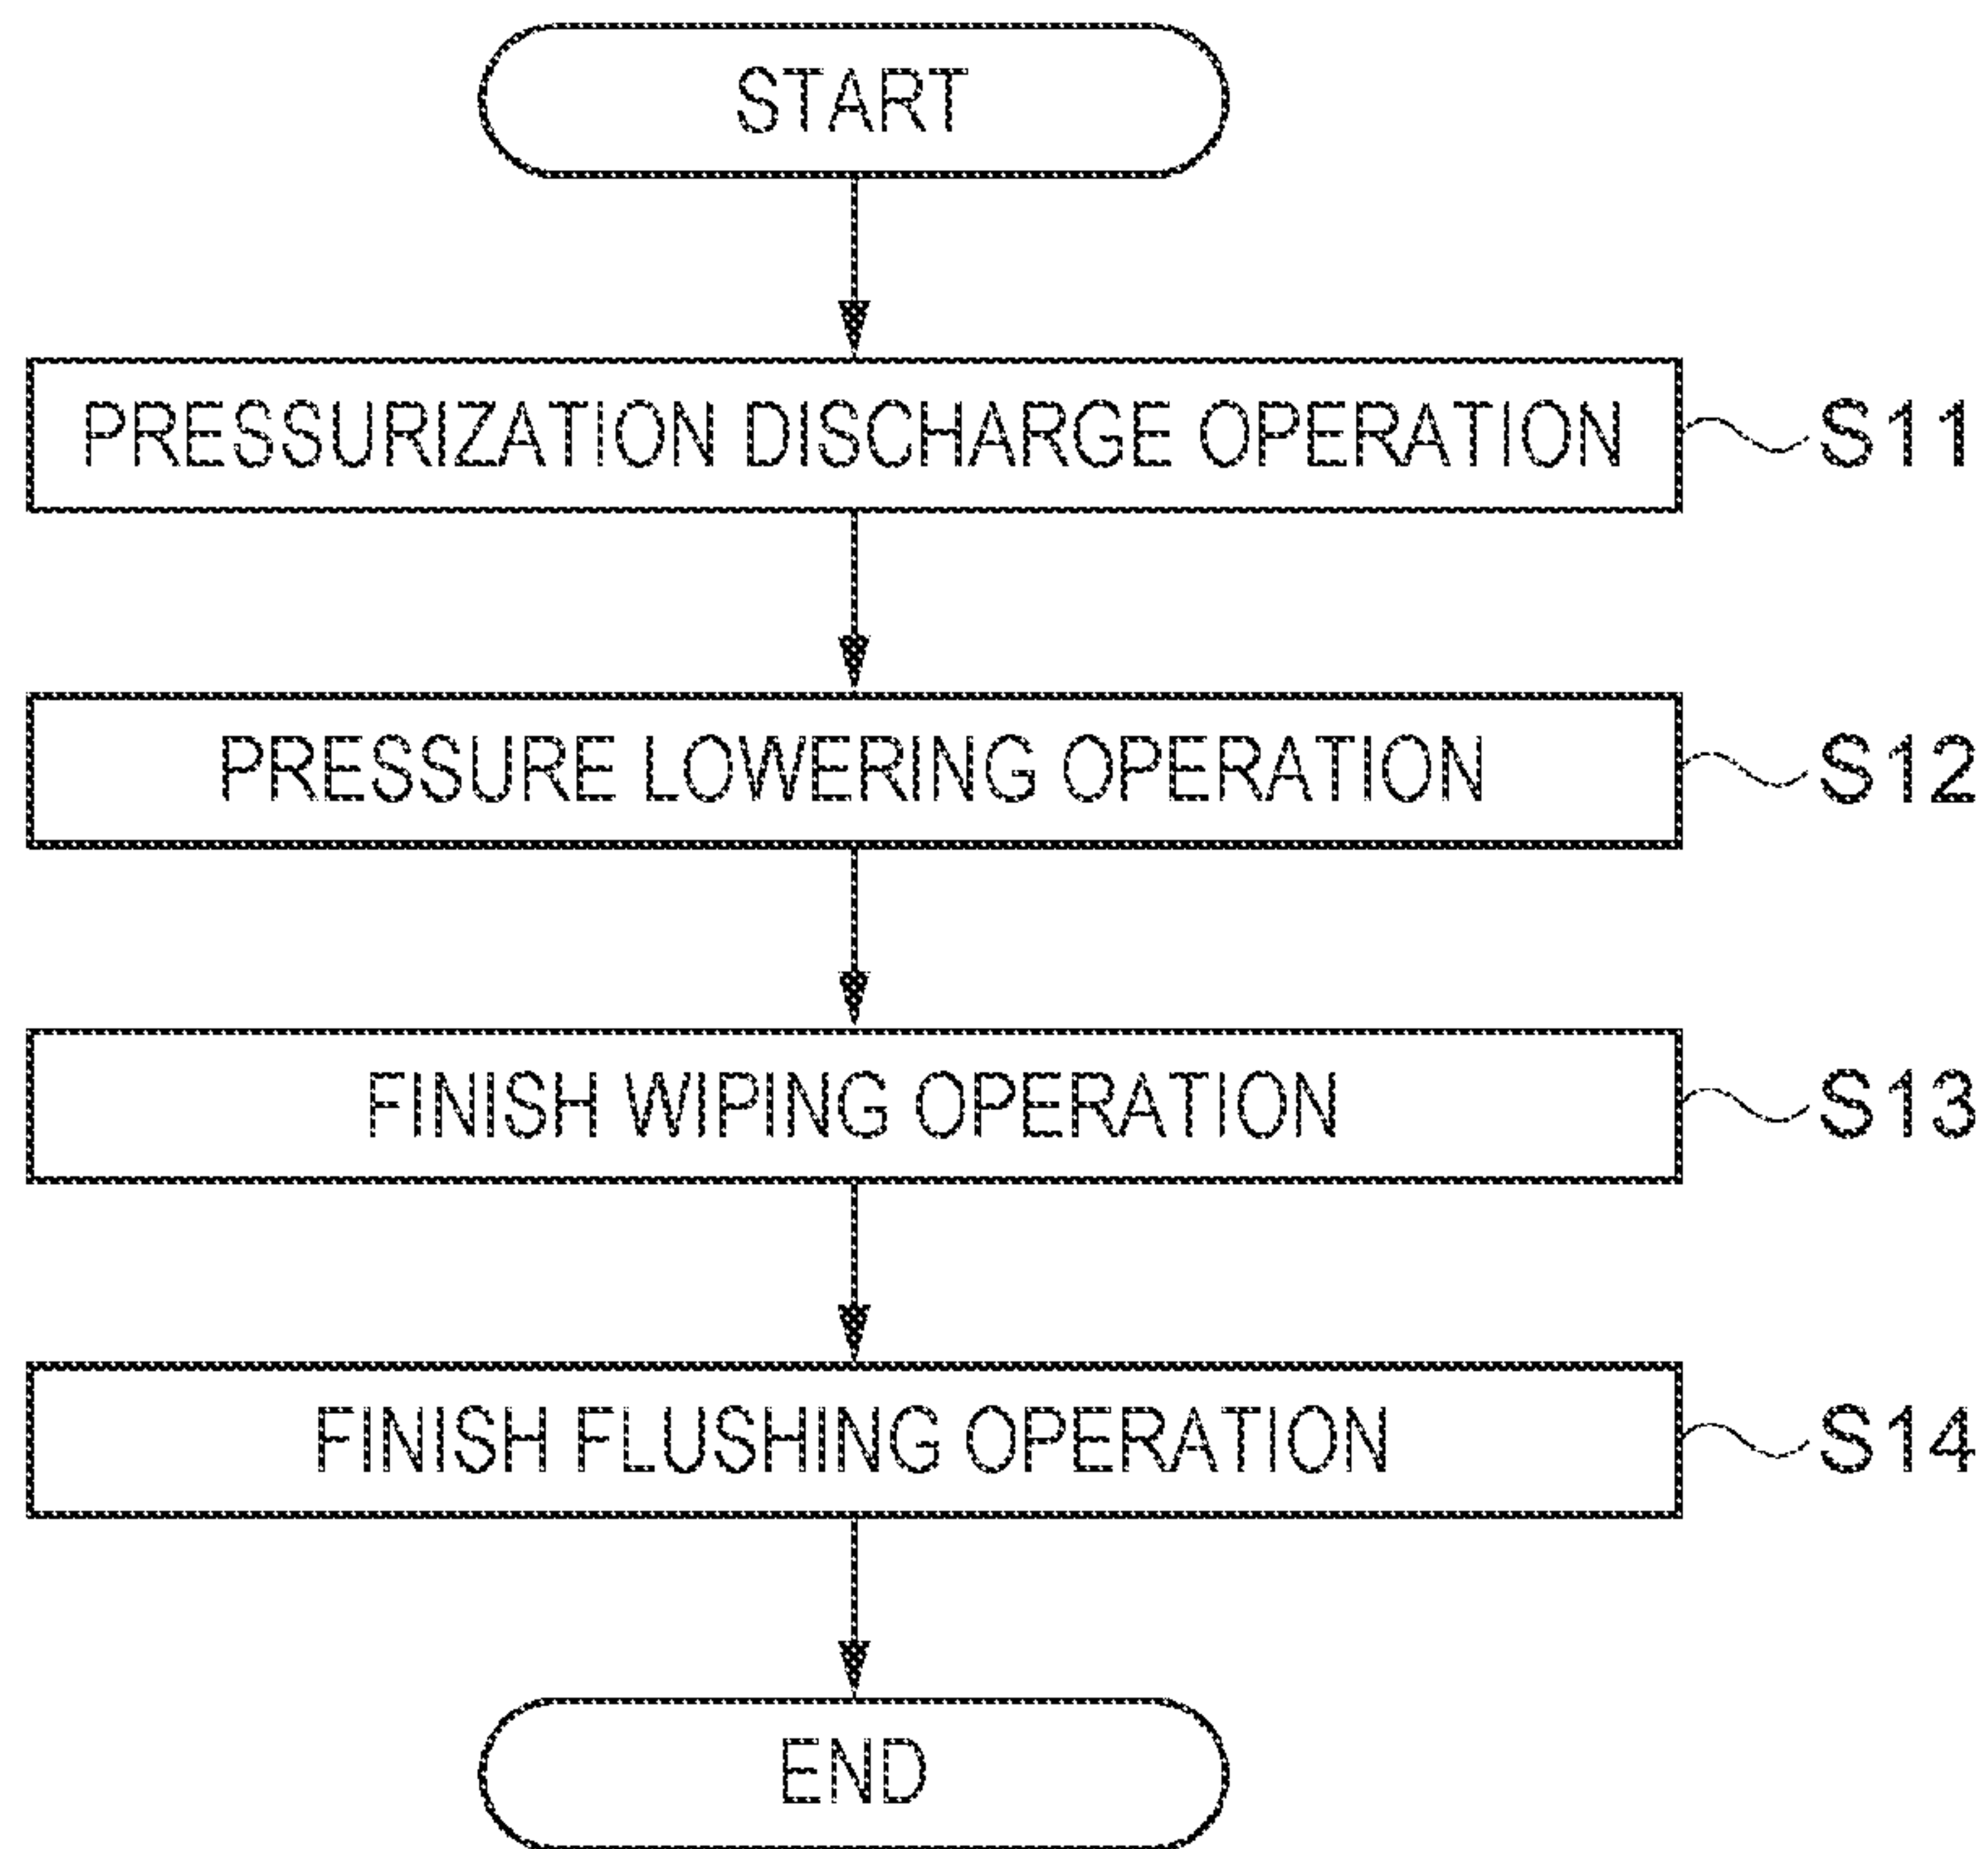 START
PRESSURIZATION DISCHARGE OPERATION S11
PRESSURE LOWERING OPERATION S12
FINISH WIPING OPERATION S13
FINISH FLUSHING OPERATION S14
END